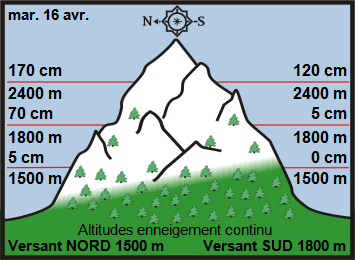 mar. 16 avr.
N S
170 cm 120 cm
2400 m 2400 m
70 cm 5 cm
1800 m 1800 m
5 cm 0 cm
1500 m 1500 m
Altitudes enneigement continu
Versant NORD 1500 m Versant SUD 1800 m